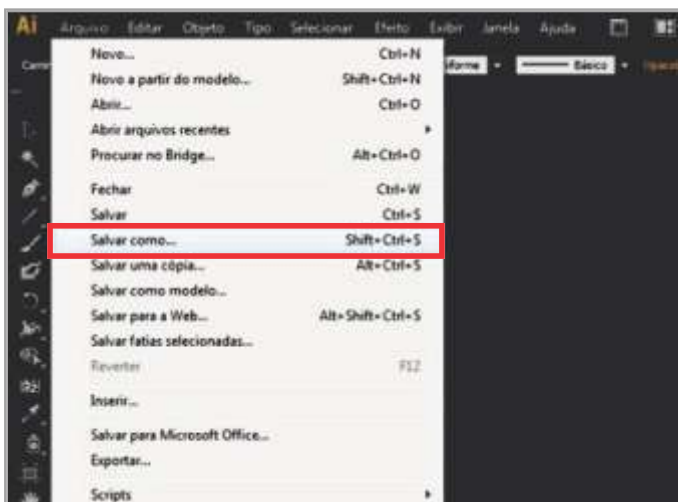 Ai Arquivo Editar Objeto Tipo Selecionar Efeito Exibir Janela Ajuda
Novo... Ctrl+N
Básico
Novo a partir do modelo... Shift+Ctrl+N
Abrir... Ctrl+O
Abrir arquivos recentes
Procurar no Bridge... Alt+Ctrl+O
Fechar Ctrl+W
Salvar Ctrl+S
Salvar como... Shift+Ctrl+S
Salvar uma cópia... Alt+Ctrl+S
Salvar como modelo...
Salvar para a Web... Alt+Shift+Ctrl+S
Salvar fatias selecionadas...
Reverter F12
Inserir...
Salvar para Microsoft Office...
Exportar...
Scripts